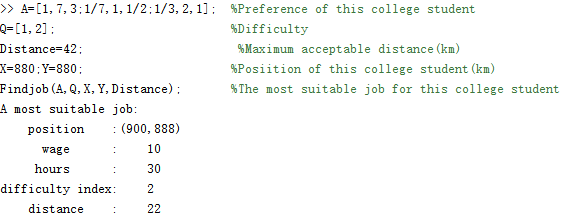 >> A=[1,7,3;1/7,1,1/2;1/3,2,1];  %Preference of this college student
Q=[1,2];  %Difficulty
Distance=42;  %Maximum acceptable distance(km)
X=880;Y=880;  %Posiition of this college student(km)
Findjob(A,Q,X,Y,Distance);  %The most suitable job for this college student
A most suitable job:
position :(900,888)
wage : 10
hours : 30
difficulty index: 2
distance : 22